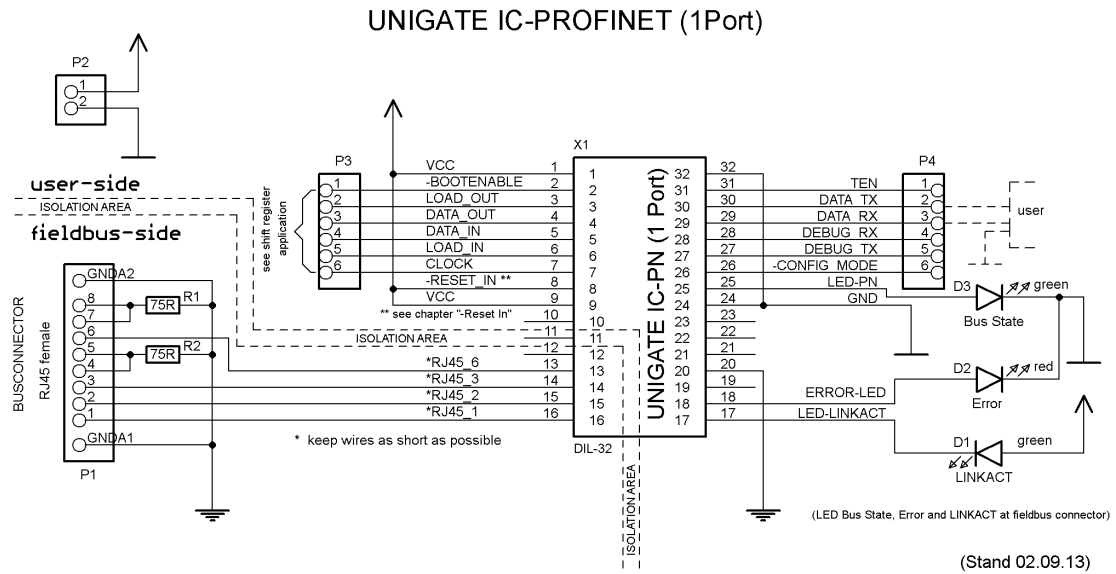 UNIGATE IC-PROFINET (1Port)
P2
1
2
user-side
ISOLATION AREA
fieldbus-side
P3
see shift register
application
1
2
3
4
5
6
VCC
-BOOTENABLE
LOAD_OUT
DATA_OUT
DATA_IN
LOAD_IN
CLOCK
-RESET_IN **
VCC
** see chapter "-Reset In"
ISOLATION AREA
*RJ45_6
*RJ45_3
*RJ45_2
*RJ45_1
* keep wires as short as possible
1
2
3
4
5
6
7
8
9
10
11
12
13
14
15
16
X1
1
2
3
4
5
6
7
8
9
10
11
12
13
14
15
16
UNIGATE IC-PN (1 Port)
32
31
30
29
28
27
26
25
24
23
22
21
20
19
18
17
DIL-32
ISOLATION AREA
32
31
30
29
28
27
26
25
24
23
22
21
20
19
18
17
TEN
DATA_TX
DATA_RX
DEBUG_RX
DEBUG_TX
-CONFIG_MODE
LED-PN
GND
ERROR-LED
LED-LINKACT
P4
1
2
3
4
5
6
user
D3
green
Bus State
D2
red
Error
D1
green
LINKACT
BUSCONNECTOR
RJ45 female
GNDA2
8
7
6
5
4
3
2
1
GNDA1
P1
75R
R1
75R
R2
(LED Bus State, Error and LINKACT at fieldbus connector)
(Stand 02.09.13)